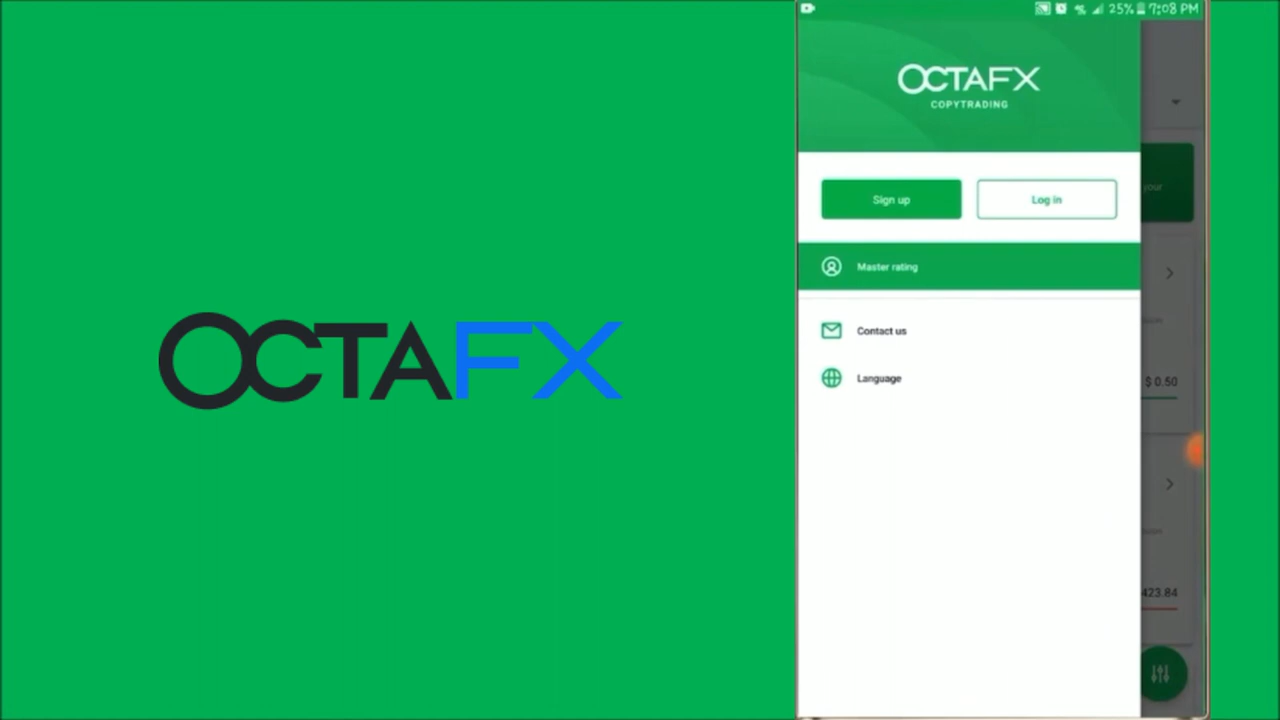 OCTAFX
25% 7:08 PM
OCTAFX
COPYTRADING
Sign up
Log in
Master rating
Contact us
Language
your
$ 0.50
423.84